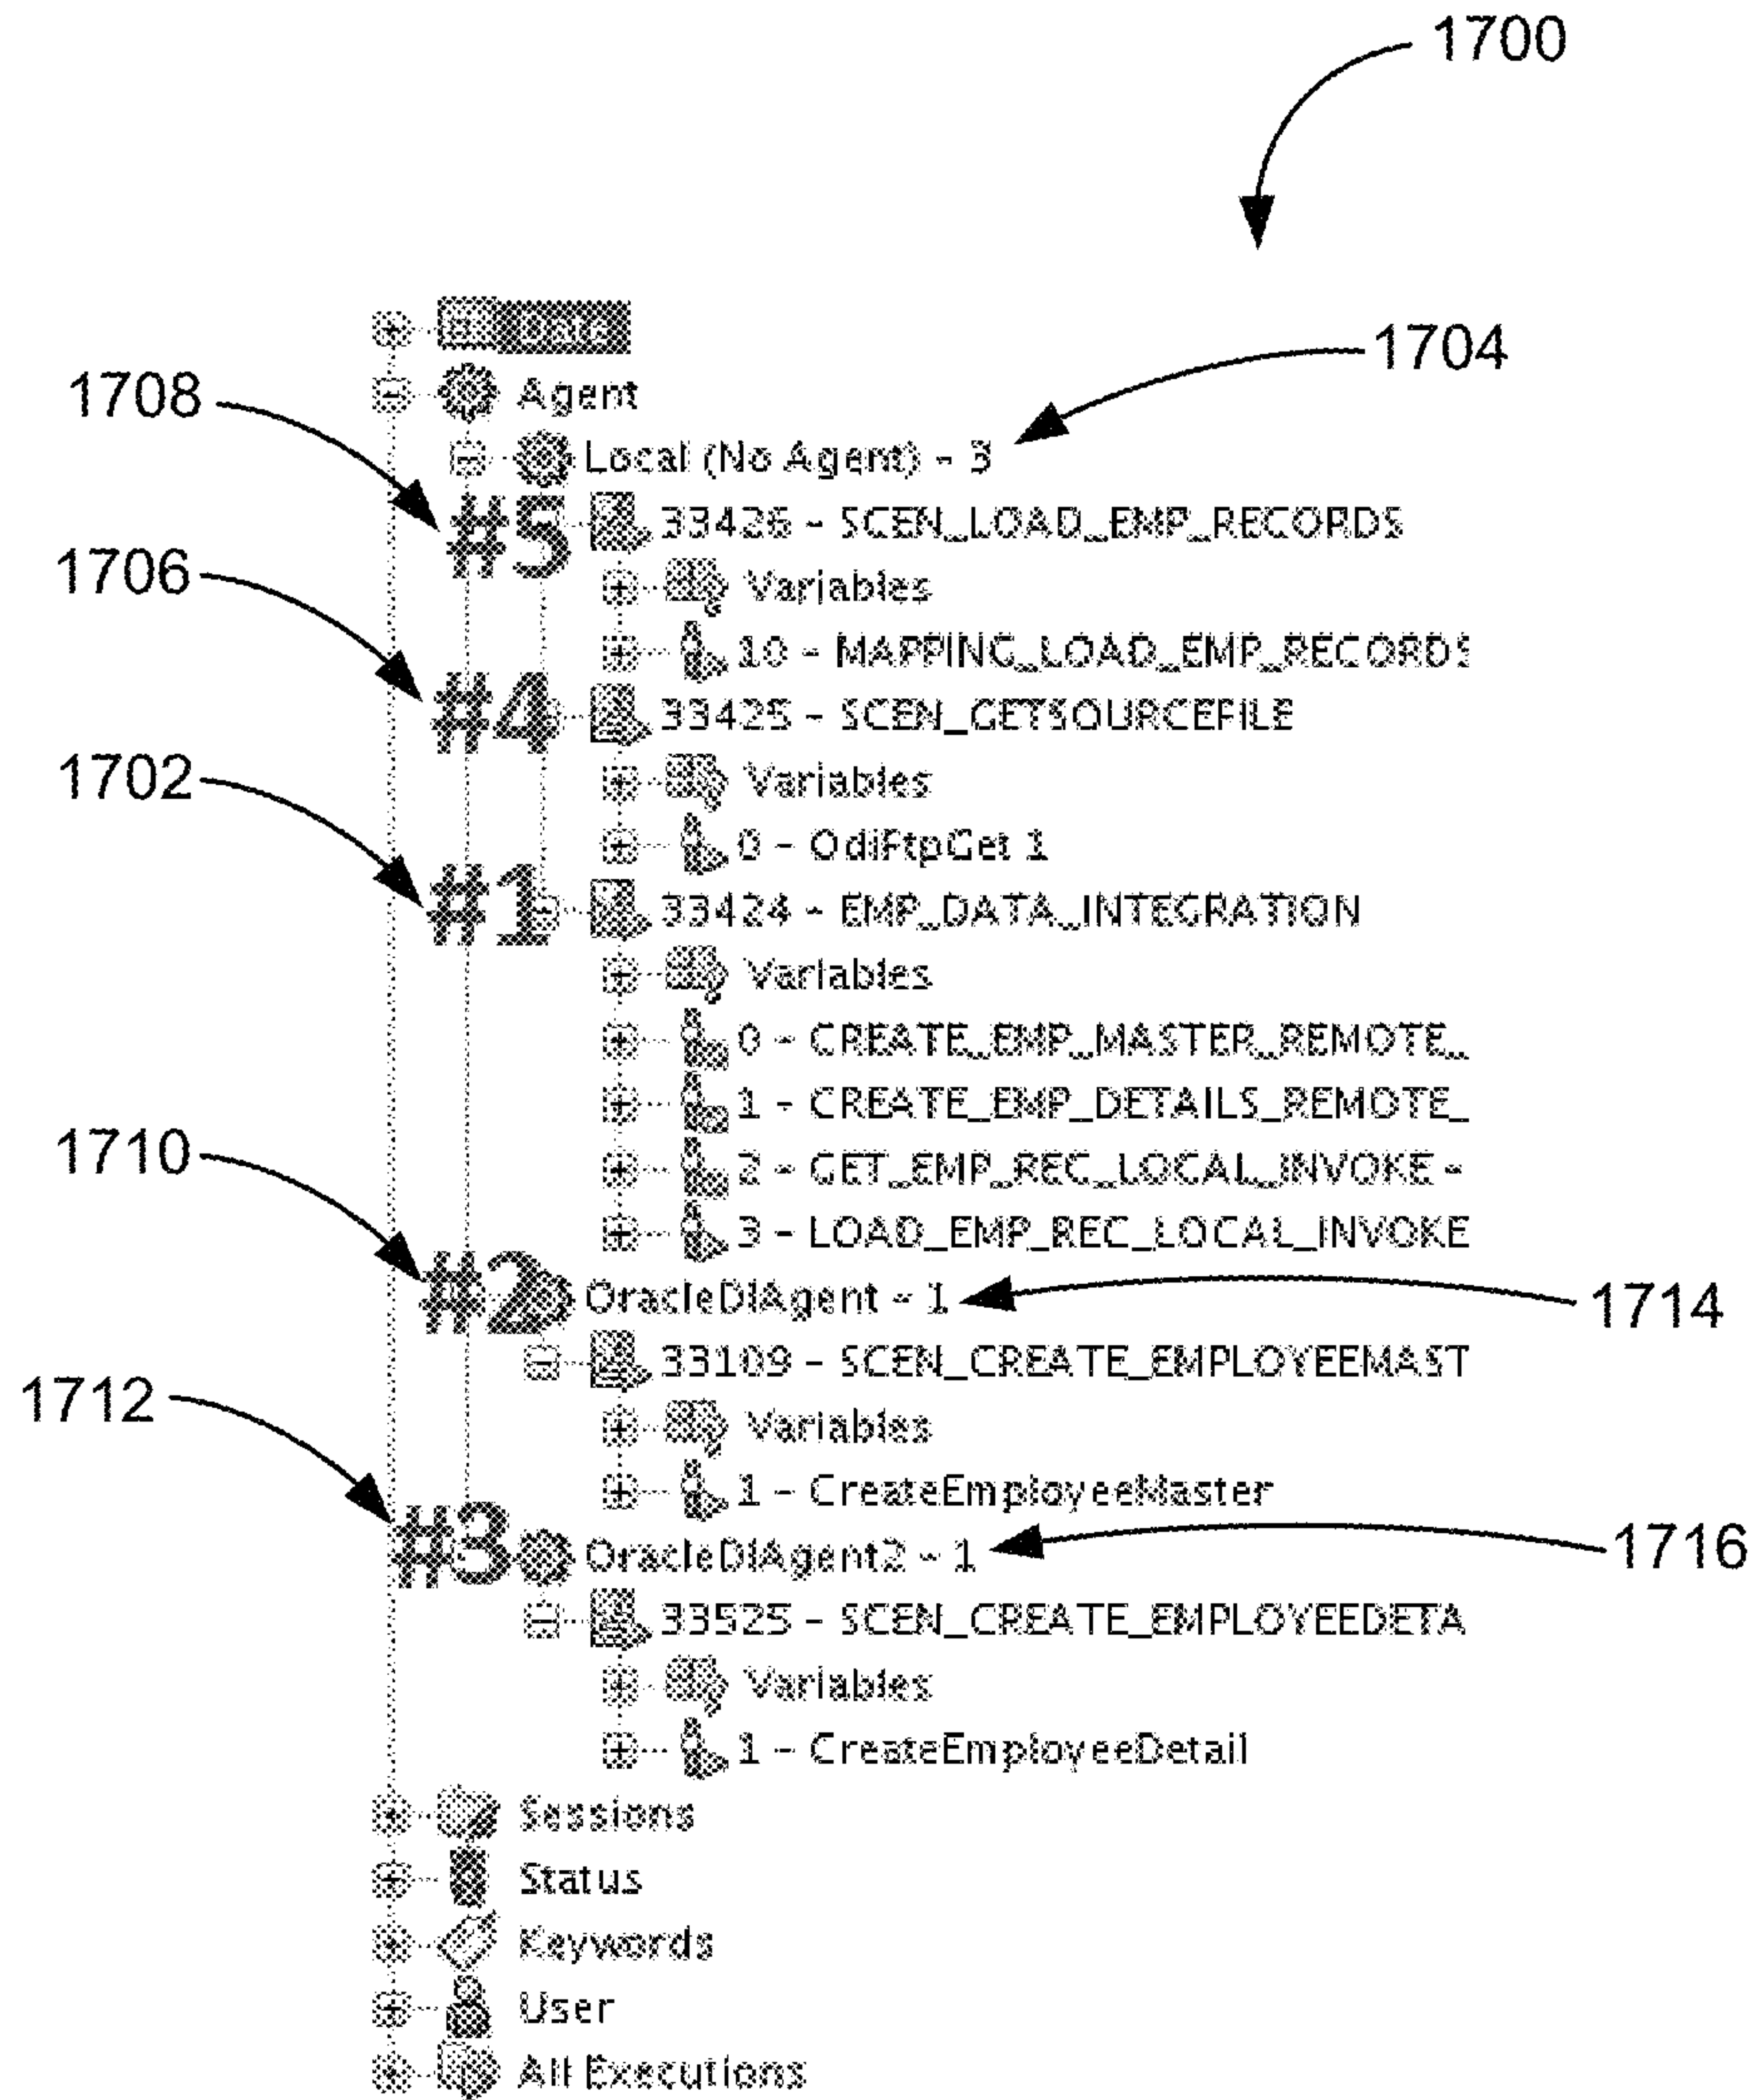 1700
Date
1704
1708
Agent
Local (No Agent) - 3
#5 33426 - SCEN_LOAD_EMP_RECORDS
1706
Variables
10 - MAPPING_LOAD_EMP_RECORDS
#4 33425 - SCEN_GETSOURCEFILE
1702
Variables
0 - OdiFtpGet 1
#1 33424 - EMP_DATA_INTEGRATION
Variables
0 - CREATE_EMP_MASTER_REMOTE_
1 - CREATE_EMP_DETAILS_REMOTE_
1710
2 - GET_EMP_REC_LOCAL_INVOKE -
3 - LOAD_EMP_REC_LOCAL_INVOKE
#2 OracleDIAgent - 1
1714
33109 - SCEN_CREATE_EMPLOYEEMAST
1712
Variables
1 - CreateEmployeeMaster
#3 OracleDIAgent2 - 1
1716
33525 - SCEN_CREATE_EMPLOYEEDETA
Variables
1 - CreateEmployeeDetail
Sessions
Status
Keywords
User
All Executions